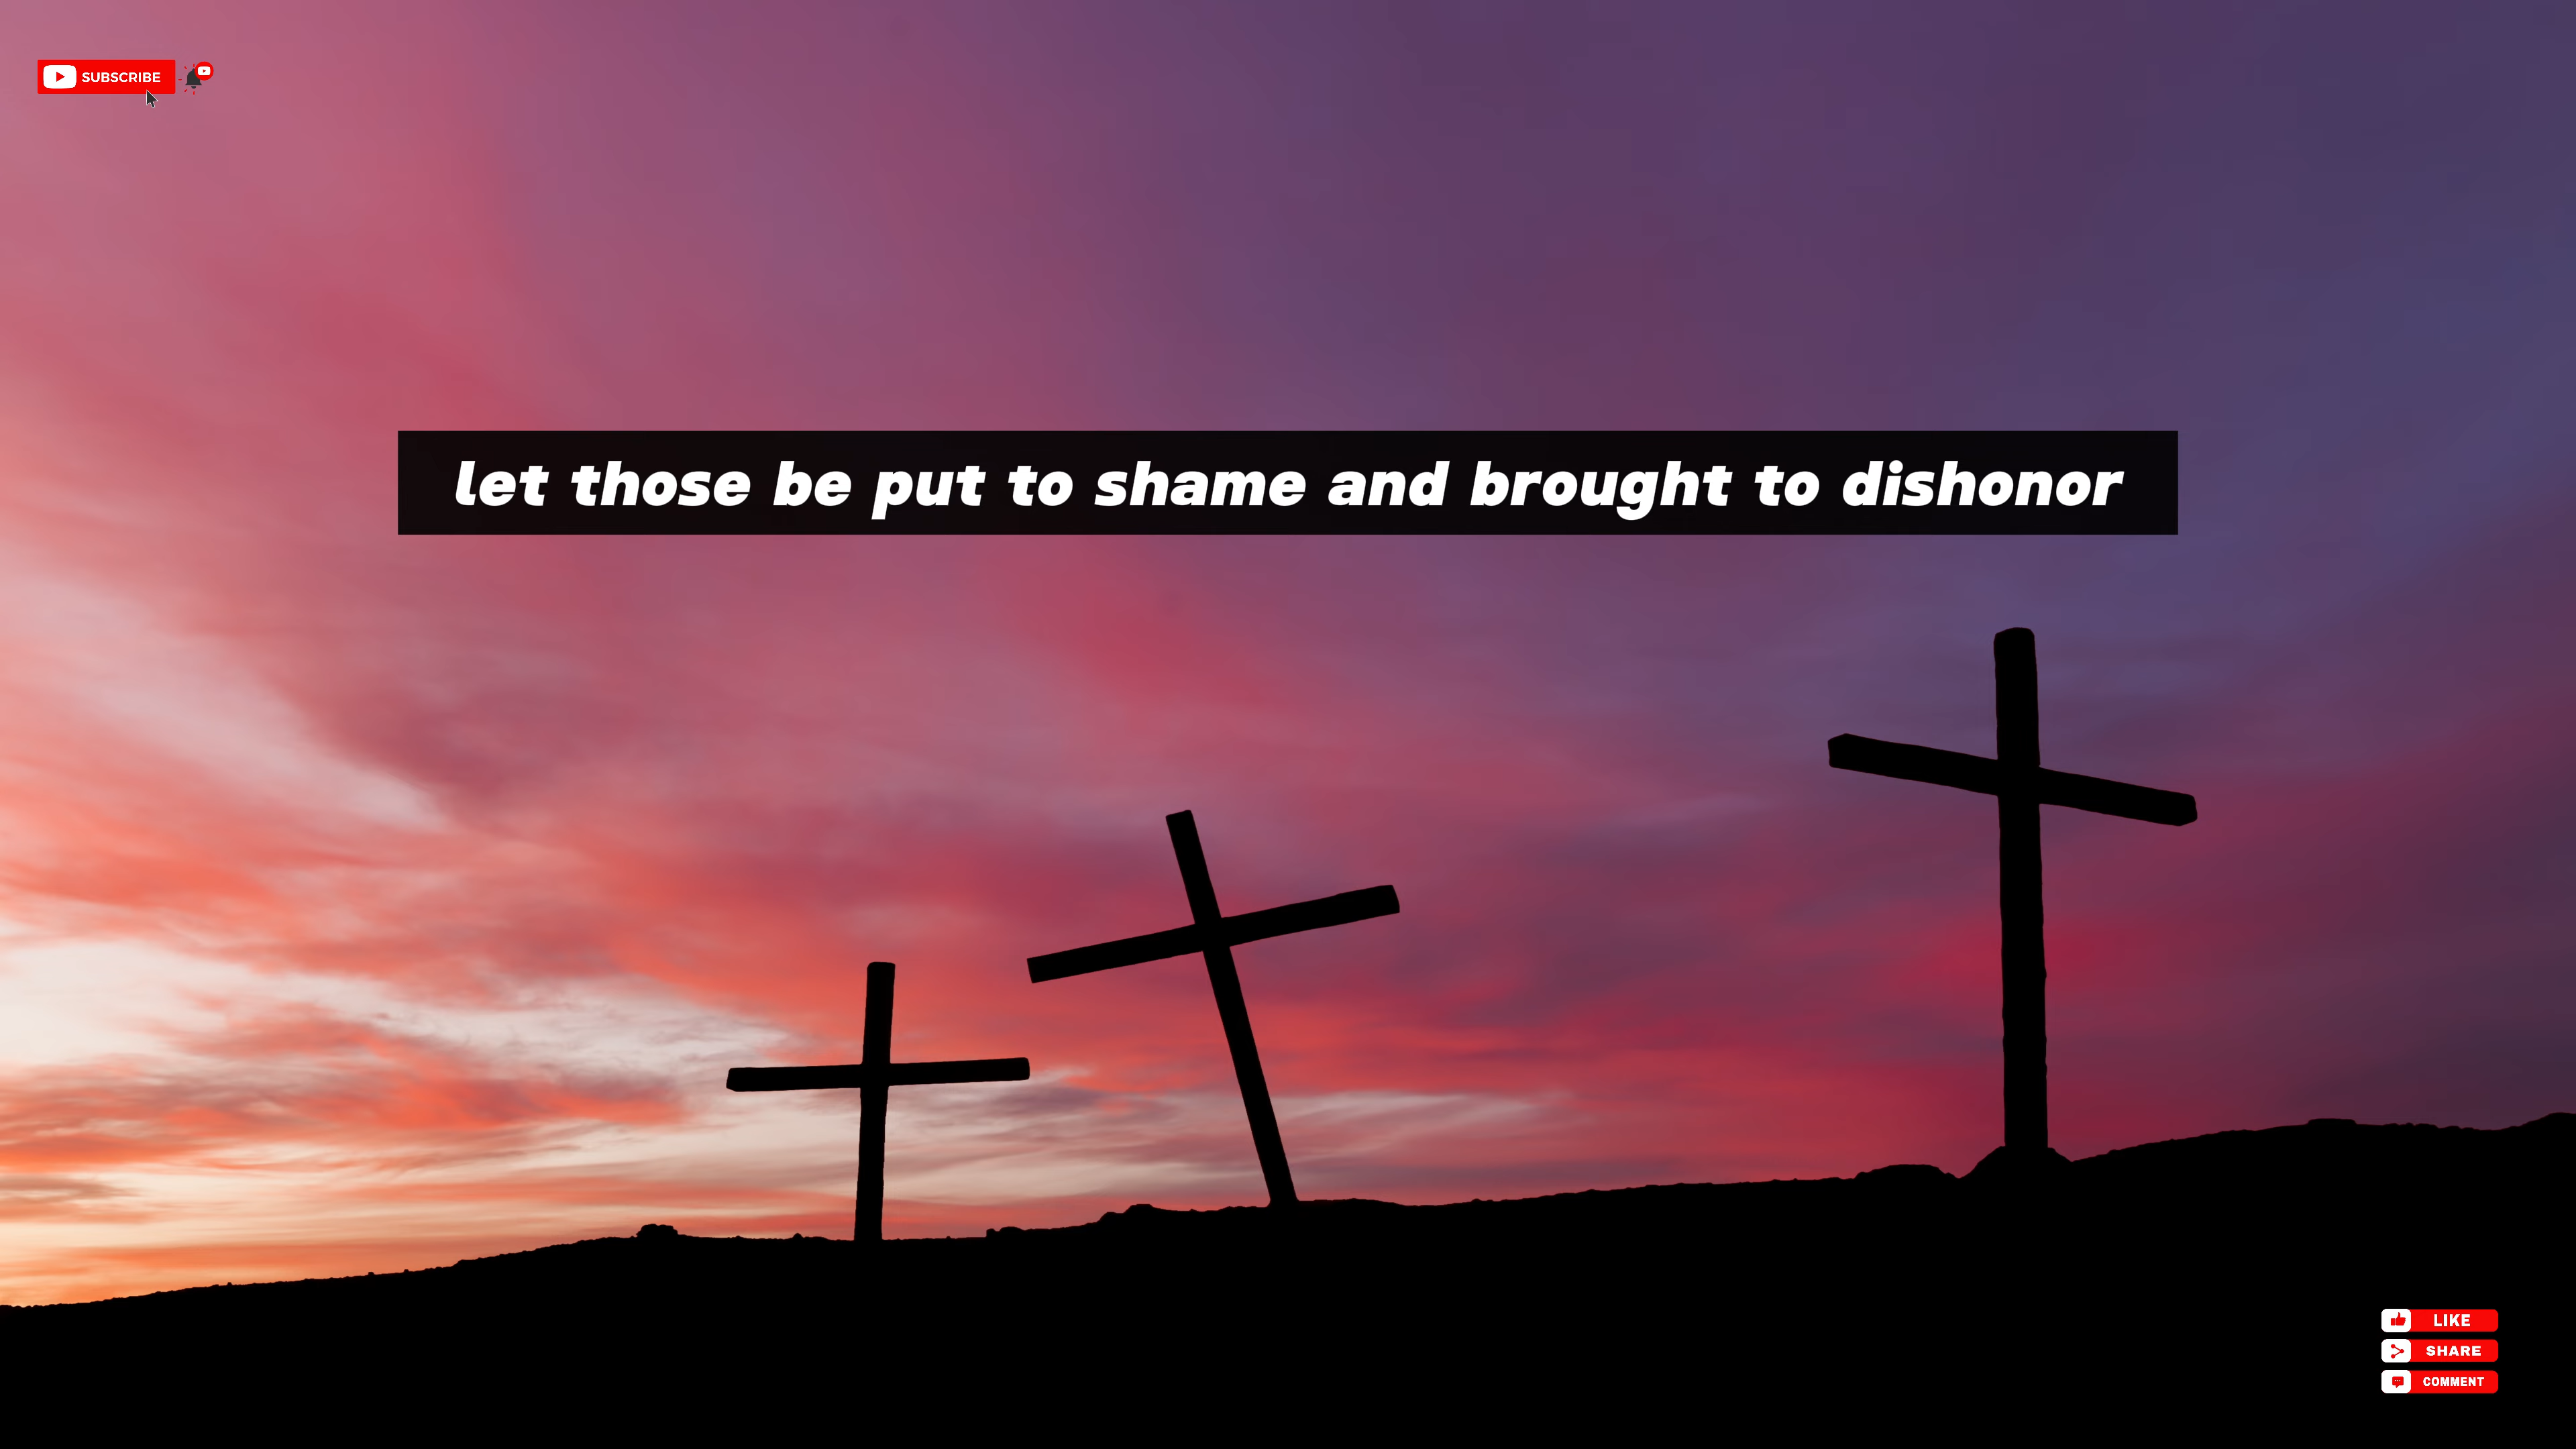 SUBSCRIBE
let those be put to shame and brought to dishonor
LIKE
SHARE
COMMENT